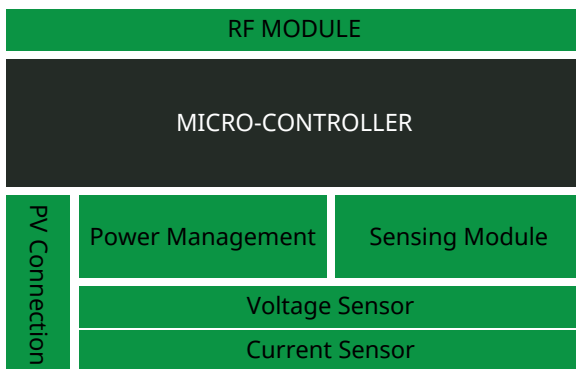 RF MODULE
MICRO-CONTROLLER
PV Connection
Power Management
Sensing Module
Voltage Sensor
Current Sensor